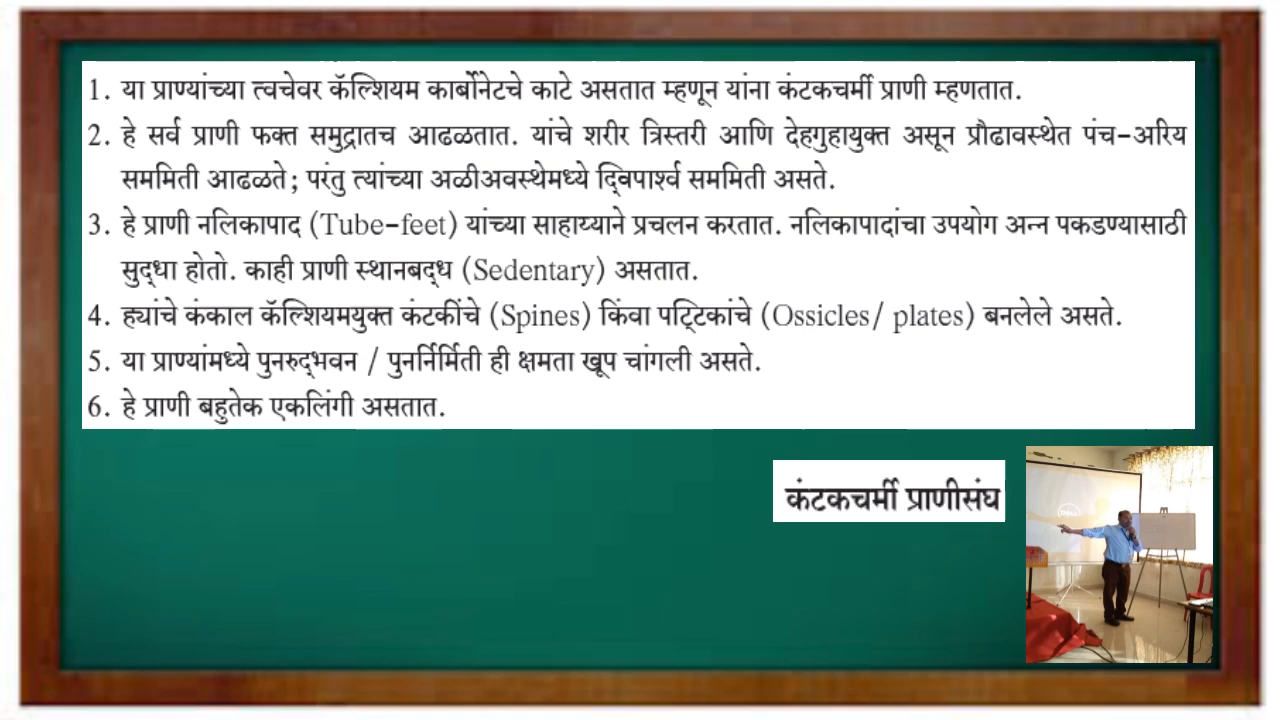 1. या प्राण्यांच्या त्वचेवर कॅल्शियम कार्बोनेटचे काटे असतात म्हणून यांना कंटकचर्मी प्राणी म्हणतात.
2. हे सर्व प्राणी फक्त समुद्रातच आढळतात. यांचे शरीर त्रिस्तरी आणि देहगुहायुक्त असून प्रौढावस्थेत पंच-अरिय
सममिती आढळते; परंतु त्यांच्या अळीअवस्थेमध्ये द्विपार्श्व सममिती असते.
3. हे प्राणी नलिकापाद (Tube-feet) यांच्या साहाय्याने प्रचलन करतात. नलिकापादांचा उपयोग अन्न पकडण्यासाठी
सुद्धा होतो. काही प्राणी स्थानबद्ध (Sedentary) असतात.
4. ह्यांचे कंकाल कॅल्शियमयुक्त कंटकींचे (Spines) किंवा पट्टिकांचे (Ossicles/ plates) बनलेले असते.
5. या प्राण्यांमध्ये पुनरुद्भवन / पुनर्निर्मिती ही क्षमता खूप चांगली असते.
6. हे प्राणी बहुतेक एकलिंगी असतात.
कंटकचर्मी प्राणीसंघ
DELL